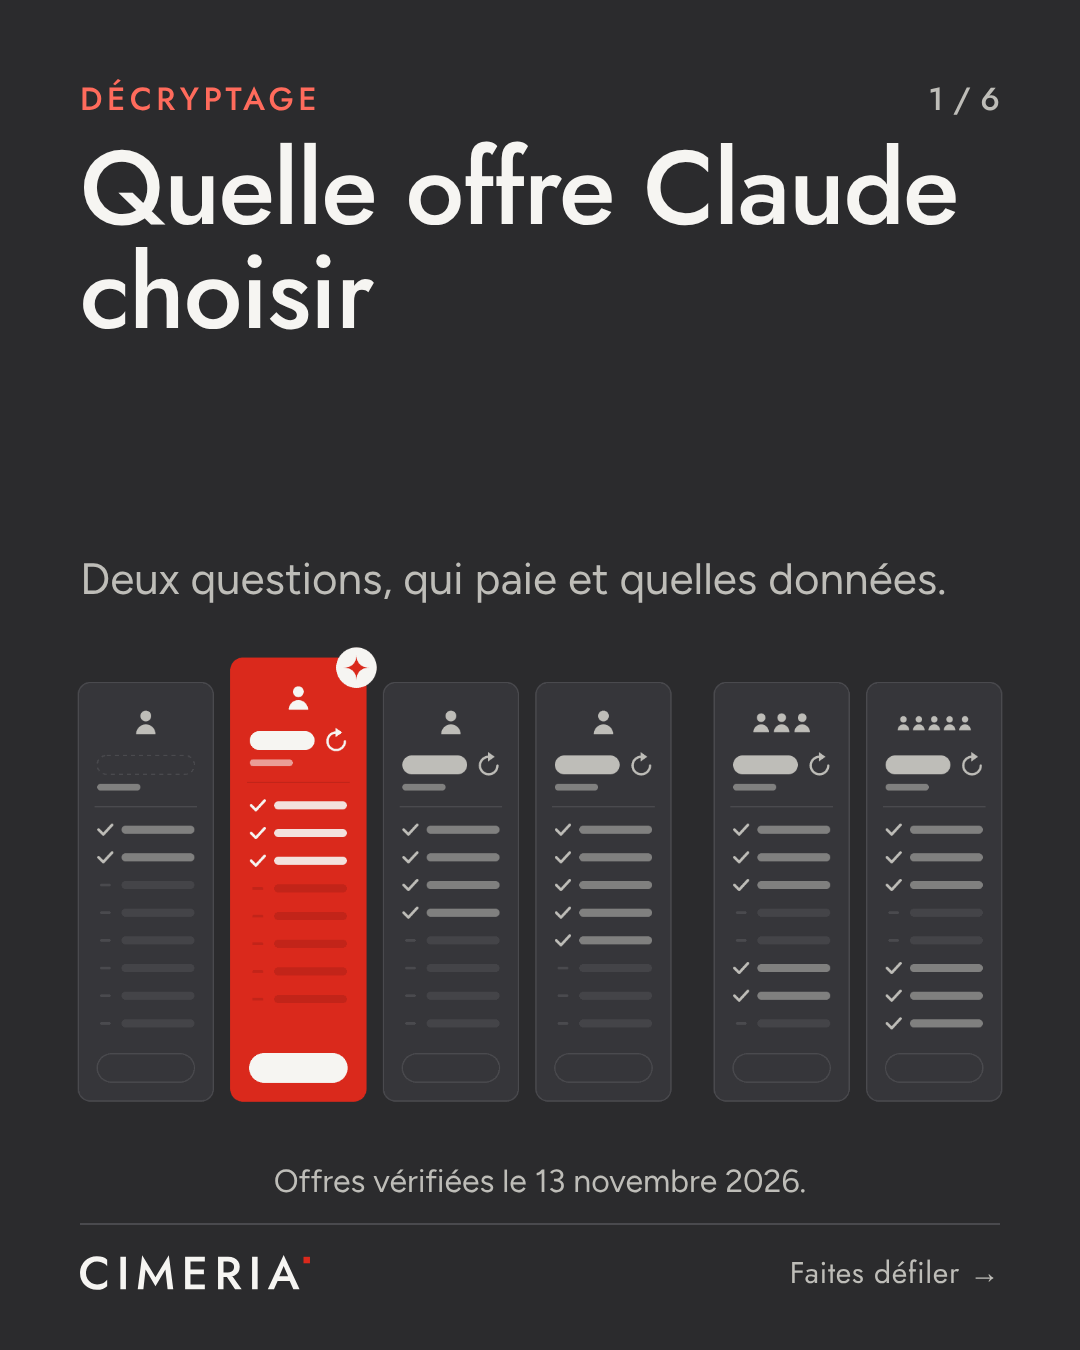 DÉCRYPTAGE
1 / 6
Quelle offre Claude
choisir
Deux questions, qui paie et quelles données.
Offres vérifiées le 13 novembre 2026.
CIMERIA
Faites défiler →